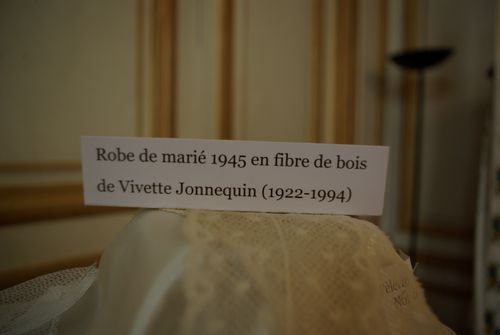 Robe de marié 1945 en fibre de bois
de Vivette Jonnequin (1922-1994)